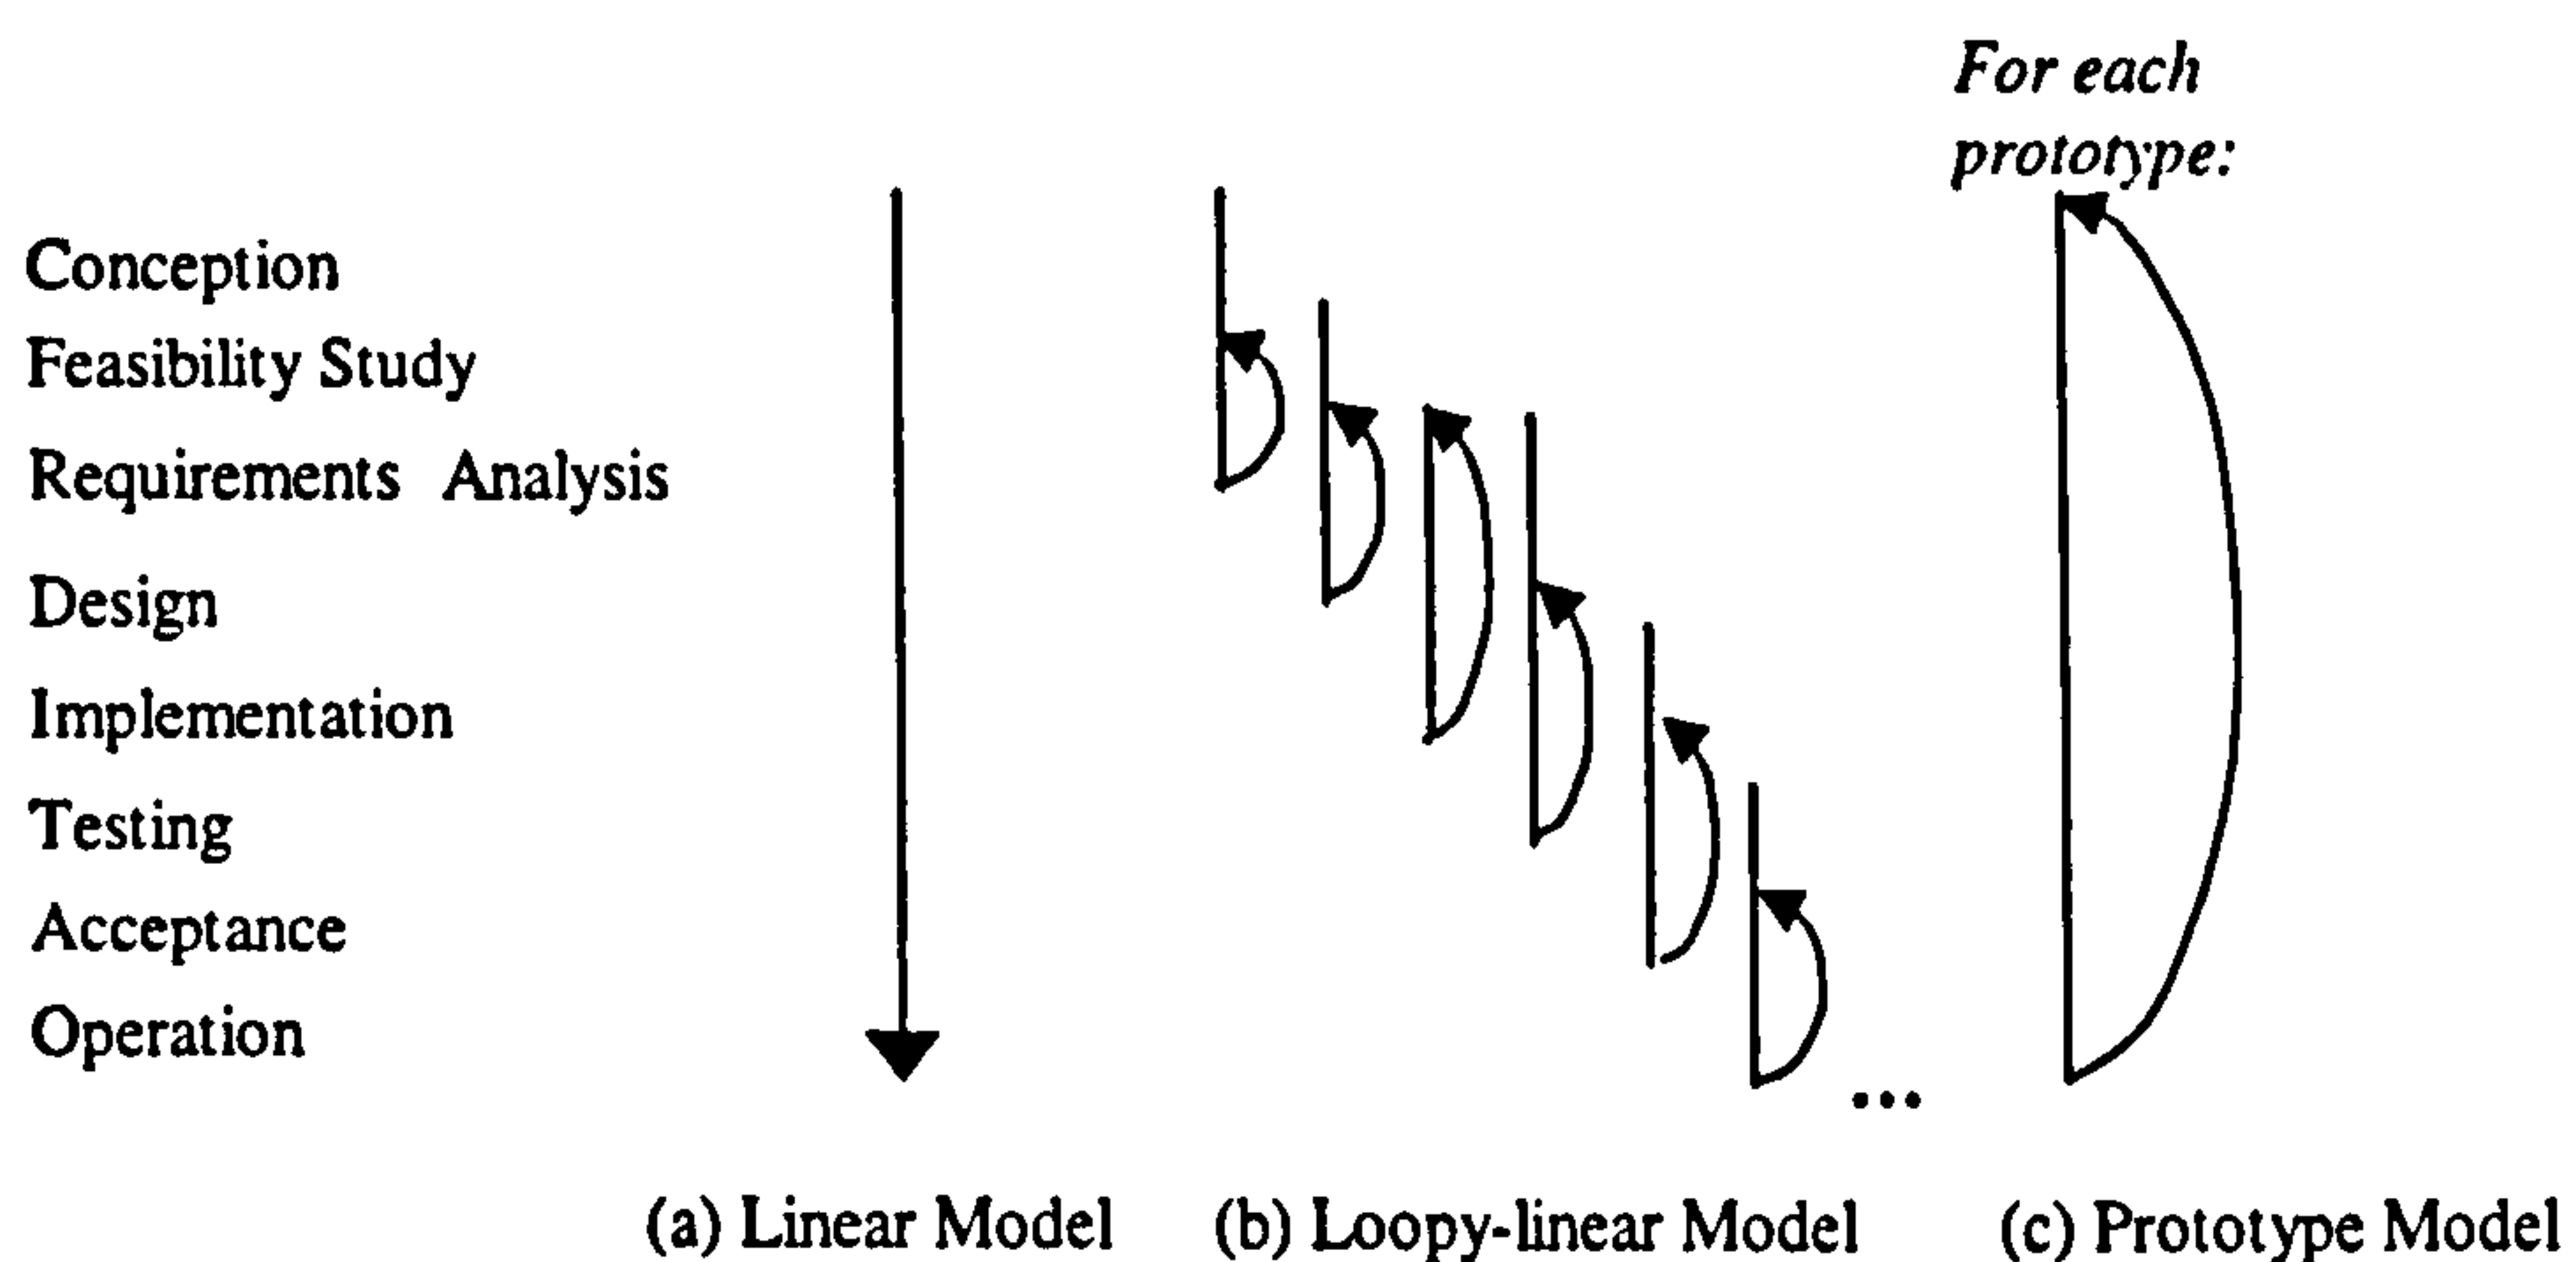 For each
prototype:
Conception
Feasibility Study
Requirements Analysis
Design
Implementation
Testing
Acceptance
Operation
...
(a) Linear Model (b) Loopy-linear Model (c) Prototype Model